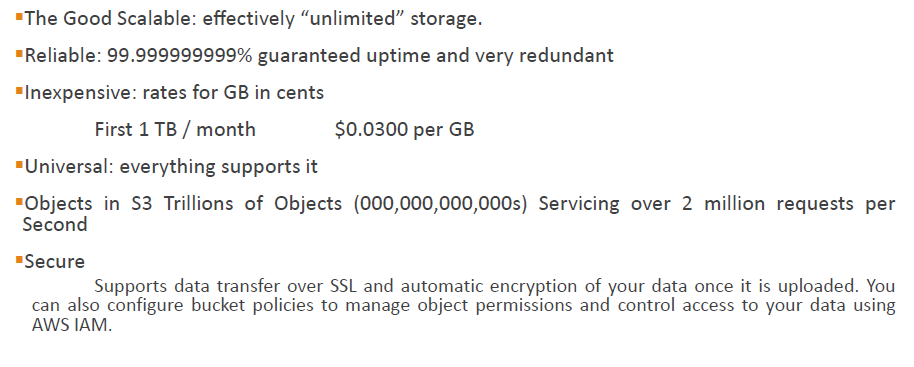 ▪The Good Scalable: effectively “unlimited” storage.
▪Reliable: 99.999999999% guaranteed uptime and very redundant
▪Inexpensive: rates for GB in cents
First 1 TB / month $0.0300 per GB
▪Universal: everything supports it
▪Objects in S3 Trillions of Objects (000,000,000,000s) Servicing over 2 million requests per
Second
▪Secure
Supports data transfer over SSL and automatic encryption of your data once it is uploaded. You
can also configure bucket policies to manage object permissions and control access to your data using
AWS IAM.